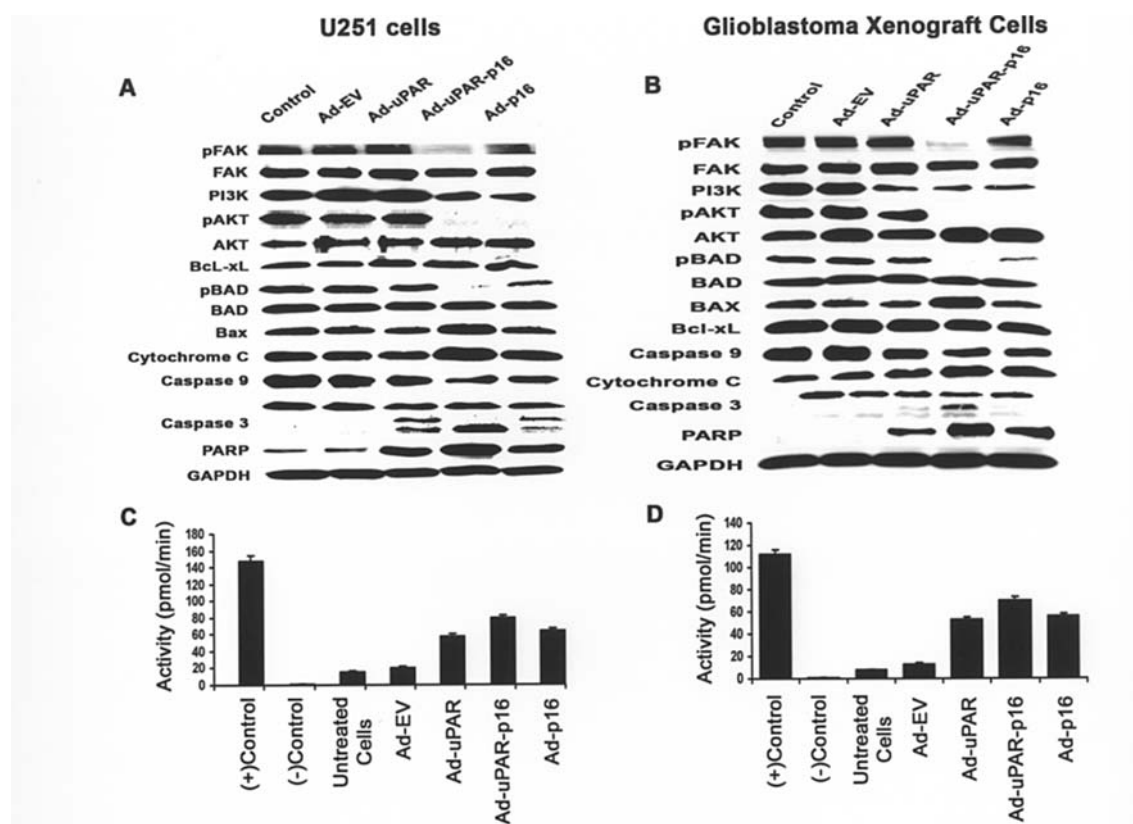 U251 cells
Glioblastoma Xenograft Cells
A
Control
Ad-EV
Ad-uPAR
Ad-uPAR-p16
Ad-p16
pFAK
FAK
PI3K
pAKT
AKT
BcL-xL
pBAD
BAD
Bax
Cytochrome C
Caspase 9
Caspase 3
PARP
GAPDH
B
Control
Ad-EV
Ad-uPAR
Ad-uPAR-p16
Ad-p16
pFAK
FAK
PI3K
pAKT
AKT
pBAD
BAD
BAX
Bcl-xL
Caspase 9
Cytochrome C
Caspase 3
PARP
GAPDH
C
Activity (pmol/min)
180
160
140
120
100
80
60
40
20
0
(+)Control
(-)Control
Untreated
Cells
Ad-EV
Ad-uPAR
Ad-uPAR-p16
Ad-p16
D
Activity (pmol/min)
140
120
100
80
60
40
20
0
(+)Control
(-)Control
Untreated
Cells
Ad-EV
Ad-uPAR
Ad-uPAR-p16
Ad-p16